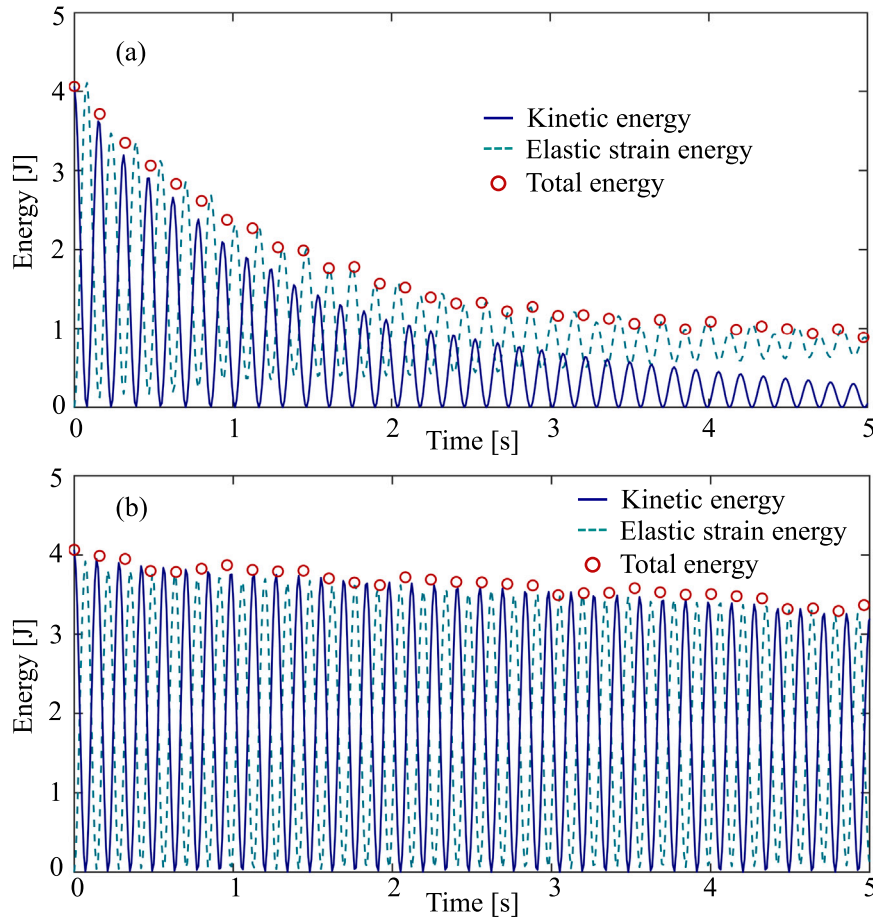 5
(a)
4
Kinetic energy
Elastic strain energy
Total energy
3
Energy [J]
2
1
0
0 1 2 3 4 5
Time [s]
5
(b)
Kinetic energy
Elastic strain energy
Total energy
4
3
Energy [J]
2
1
0
0 1 2 3 4 5
Time [s]